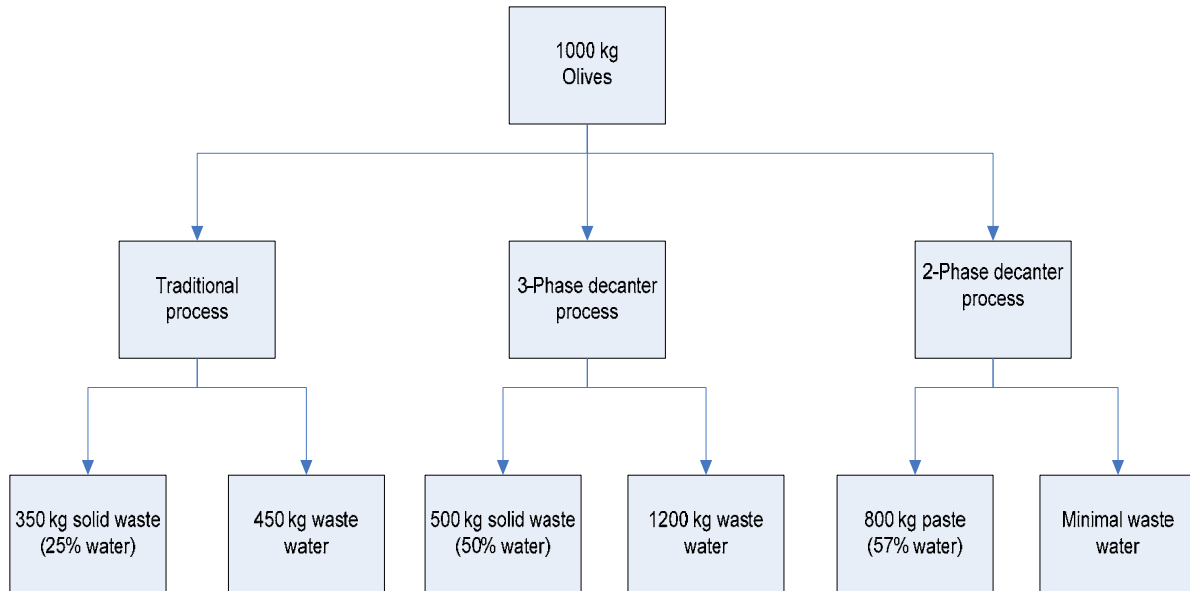 1000 kg
Olives
Traditional
process
3-Phase decanter
process
2-Phase decanter
process
350 kg solid waste
(25% water)
450 kg waste
water
500 kg solid waste
(50% water)
1200 kg waste
water
800 kg paste
(57% water)
Minimal waste
water